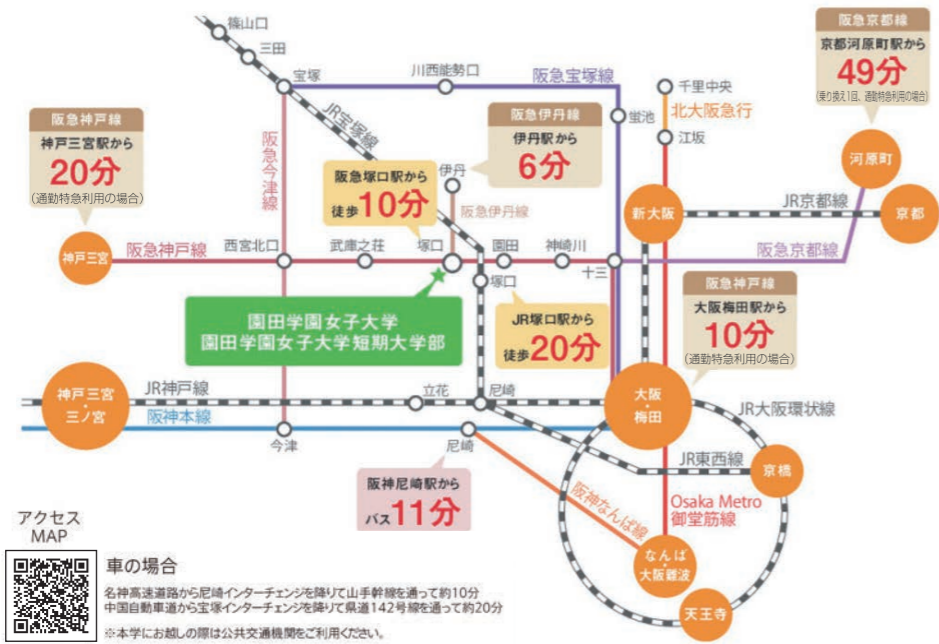 篠山口
三田
宝塚
川西能勢口
阪急宝塚線
千里中央
北大阪急行
江坂
蛍池
阪急京都線
京都河原町駅から
49分
(乗り換え1回、通勤特急利用の場合)
阪急神戸線
神戸三宮駅から
20分
(通勤特急利用の場合)
阪急今津線
JR宝塚線
阪急塚口駅から
徒歩10分
伊丹
阪急伊丹線
伊丹駅から
6分
阪急伊丹線
河原町
新大阪
JR京都線
京都
神戸三宮
阪急神戸線
西宮北口
武庫之荘
塚口
園田
神崎川
十三
阪急京都線
塚口
園田学園女子大学
園田学園女子大学短期大学部
JR塚口駅から
徒歩20分
阪急神戸線
大阪梅田駅から
10分
(通勤特急利用の場合)
神戸三宮
・
三ノ宮
JR神戸線
立花
尼崎
大阪
・
梅田
JR大阪環状線
阪神本線
今津
尼崎
JR東西線
京橋
阪神尼崎駅から
バス11分
阪神なんば線
Osaka Metro
御堂筋線
なんば
・
大阪難波
天王寺
アクセス
MAP
車の場合
名神高速道路から尼崎インターチェンジを降りて山手幹線を通って約10分
中国自動車道から宝塚インターチェンジを降りて県道142号線を通って約20分
※本学にお越しの際は公共交通機関をご利用ください。